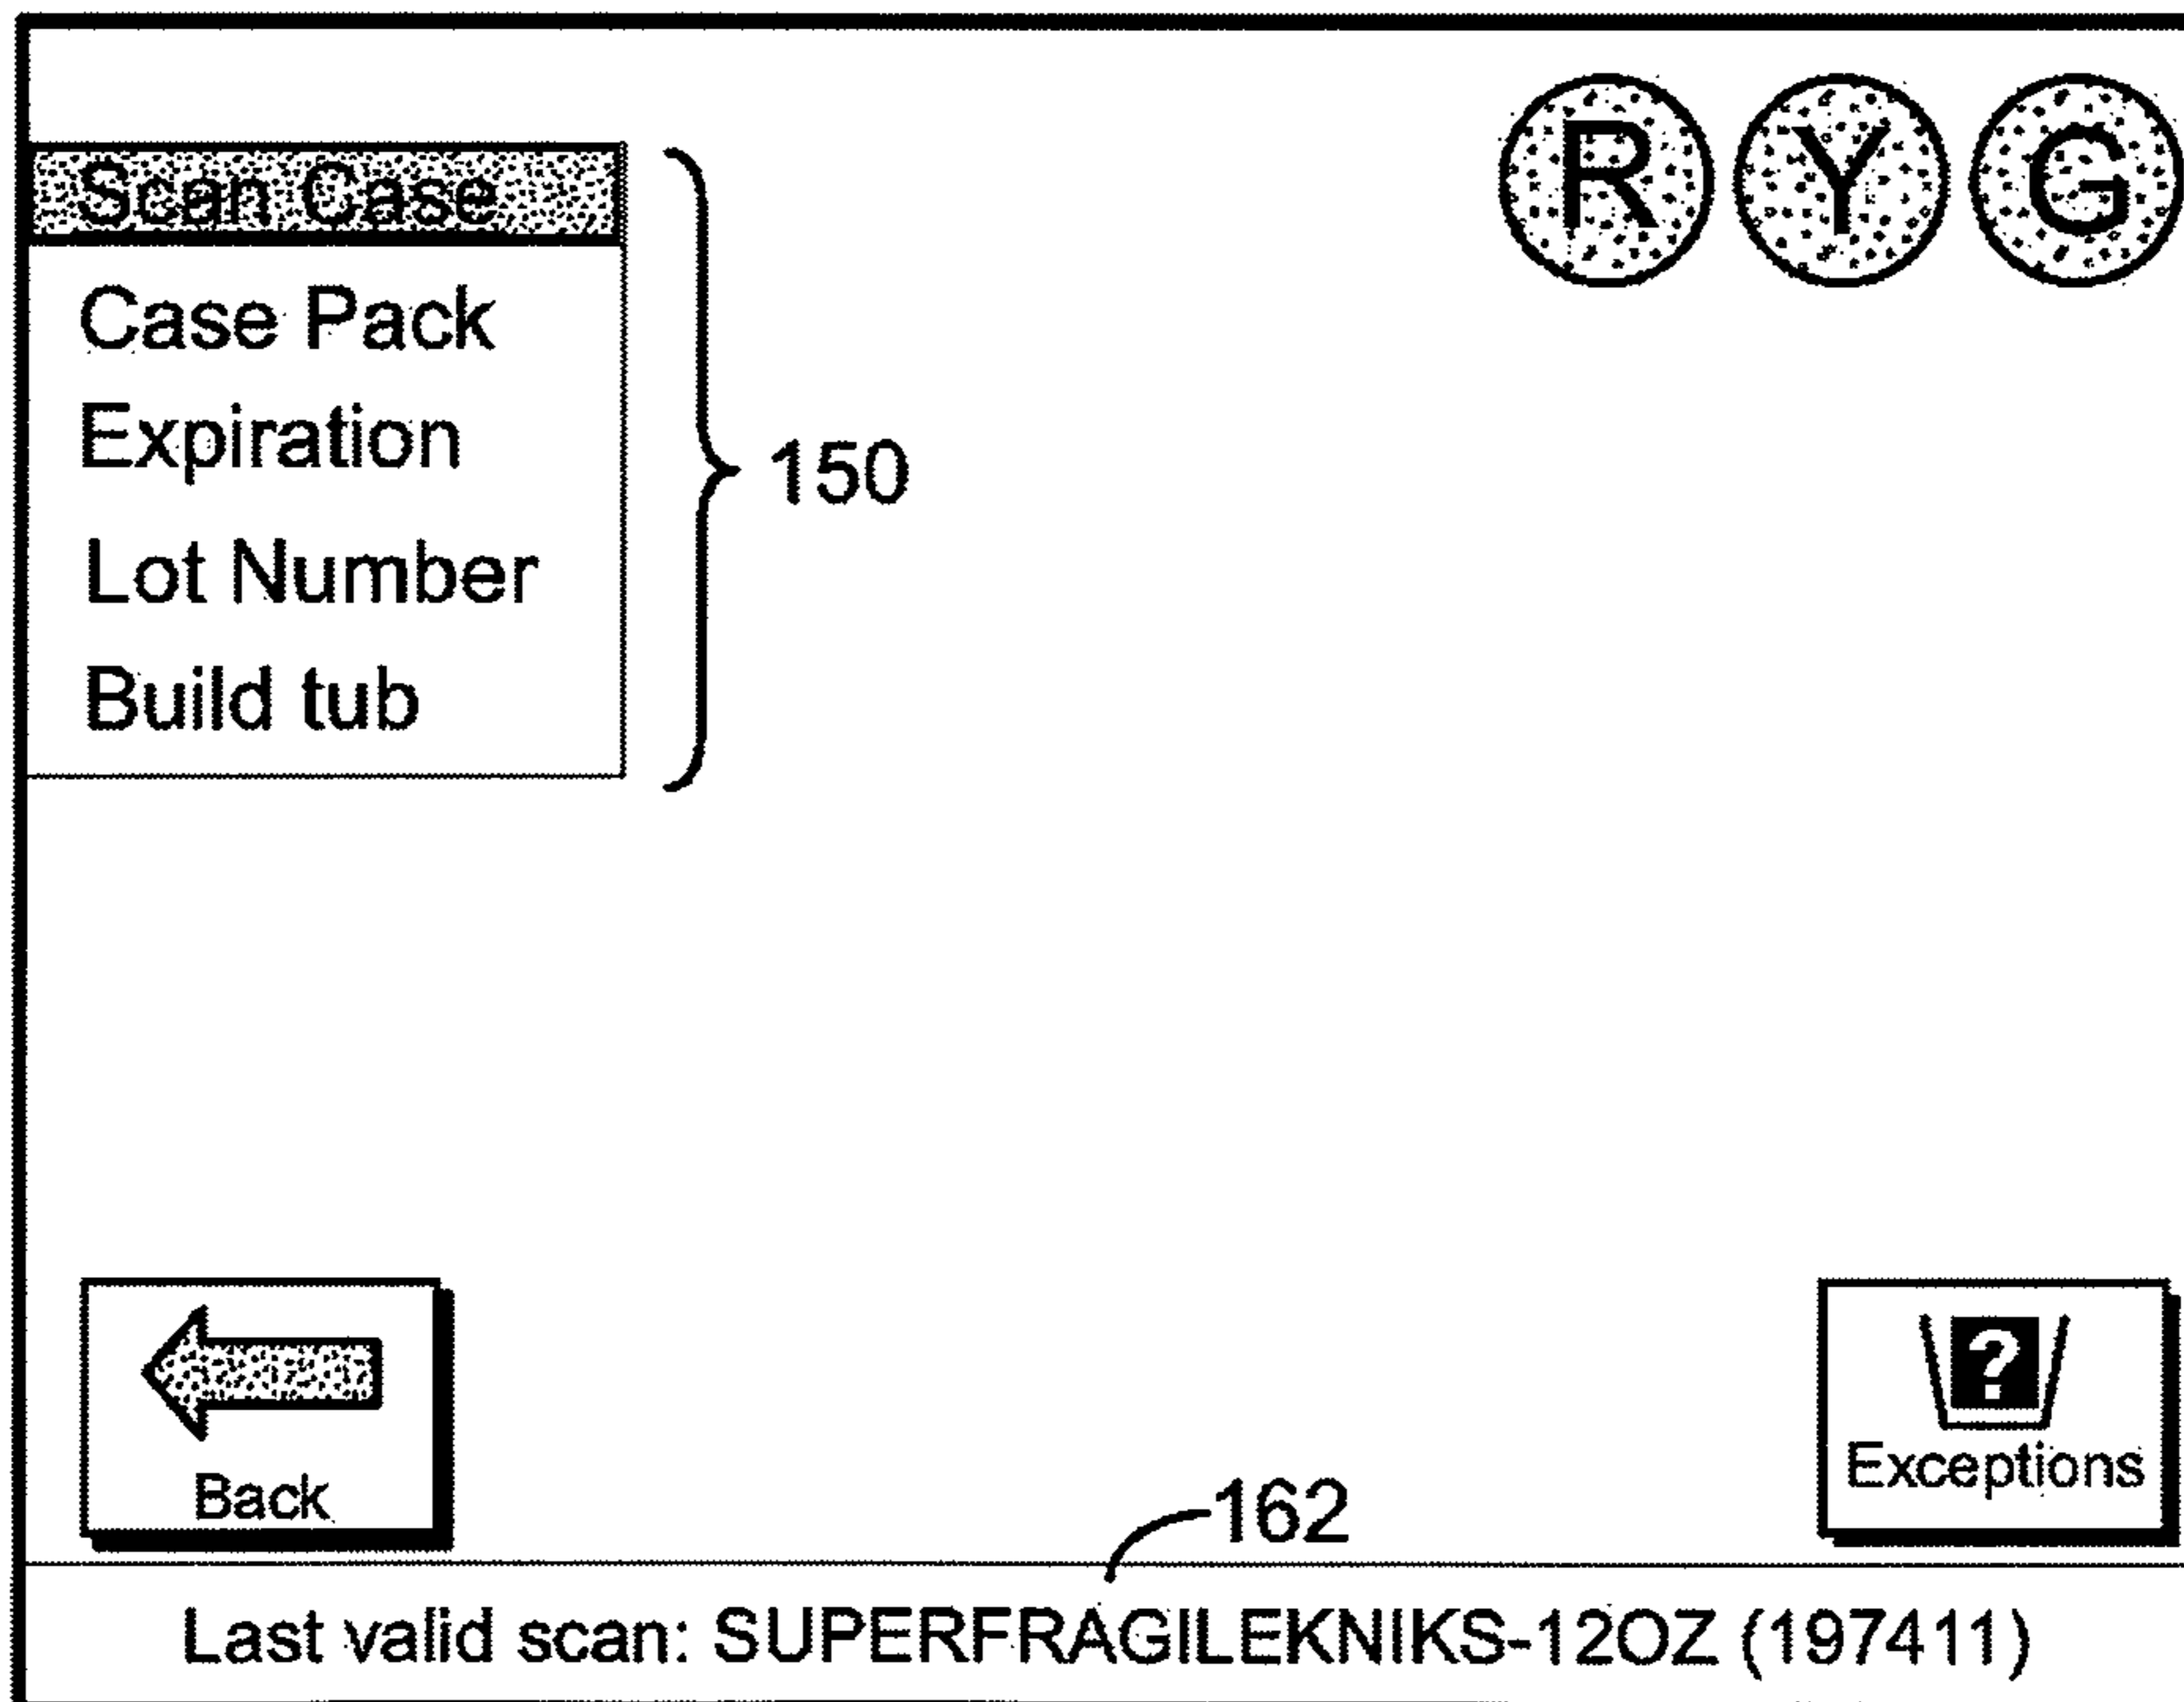 R Y G
Scan Case
Case Pack
Expiration
150
Lot Number
Build tub
?
Exceptions
Back
162
Last valid scan: SUPERFRAGILEKNIKS-12OZ (197411)